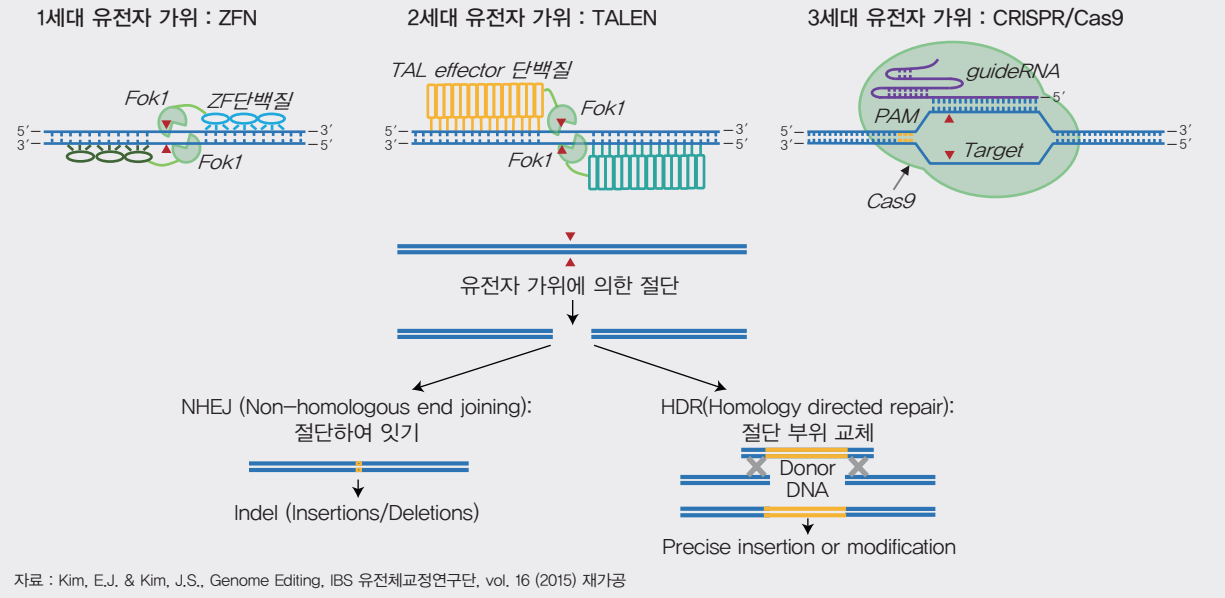 1세대 유전자 가위 : ZFN
2세대 유전자 가위 : TALEN
3세대 유전자 가위 : CRISPR/Cas9
Fok1
ZF단백질
5′
3′
3′
5′
Fok1
TAL effector 단백질
Fok1
5′
3′
3′
5′
Fok1
guideRNA
5′
PAM
5′
3′
3′
5′
Target
Cas9
유전자 가위에 의한 절단
NHEJ (Non-homologous end joining):
절단하여 잇기
Indel (Insertions/Deletions)
HDR(Homology directed repair):
절단 부위 교체
Donor
DNA
Precise insertion or modification
자료 : Kim, E.J. & Kim, J.S., Genome Editing, IBS 유전체교정연구단, vol. 16 (2015) 재가공